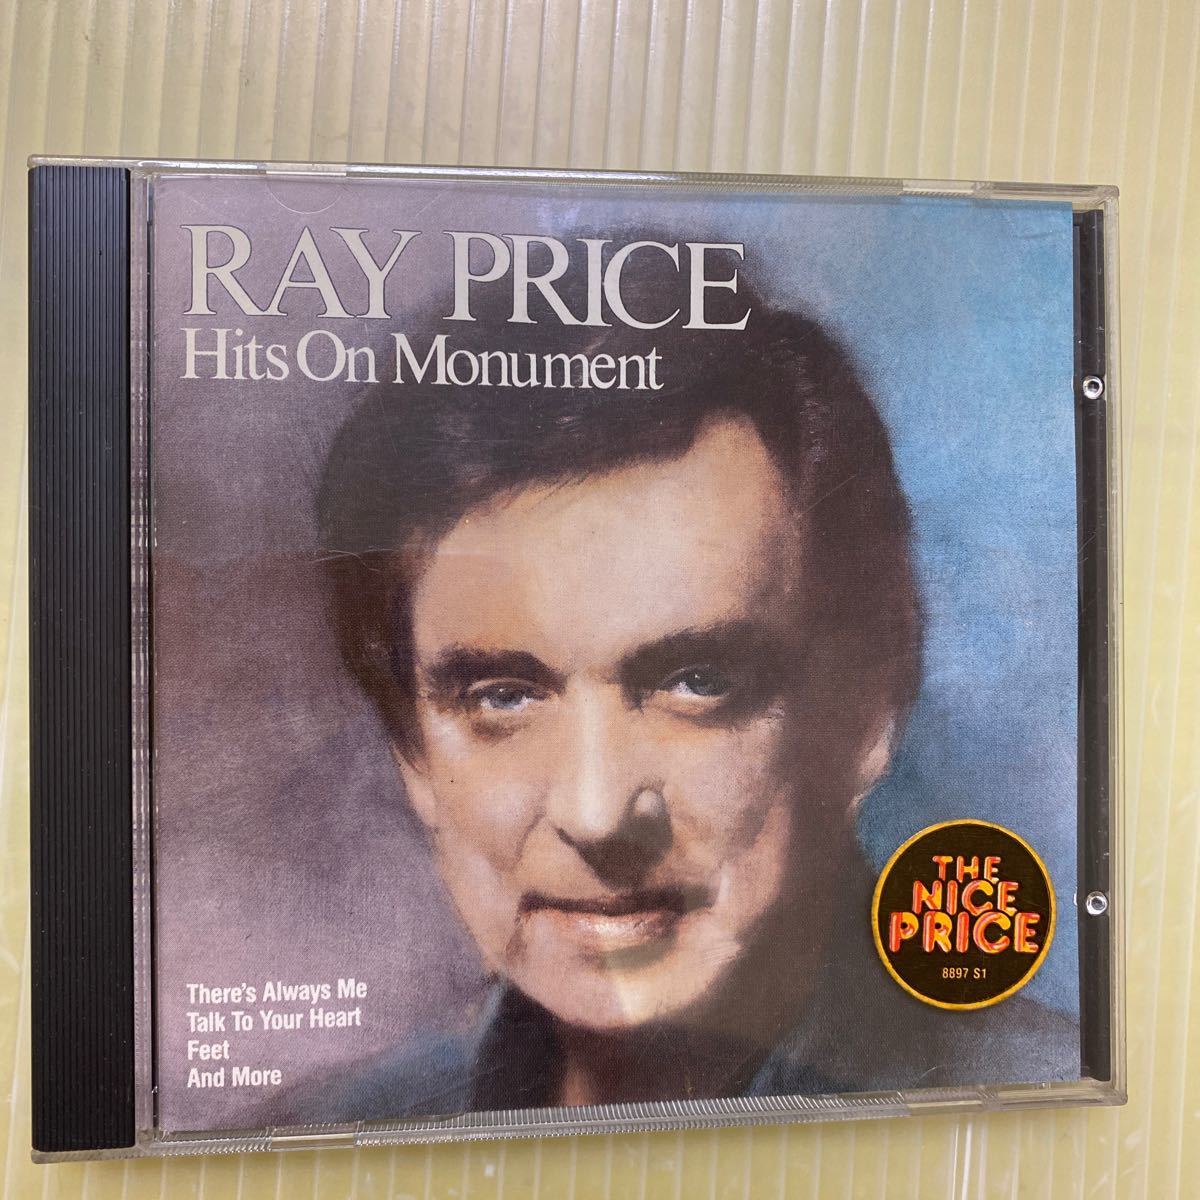 RAY PRICE
Hits On Monument
There's Always Me
Talk To Your Heart
Feet
And More
THE
NICE
PRICE
8897 S1